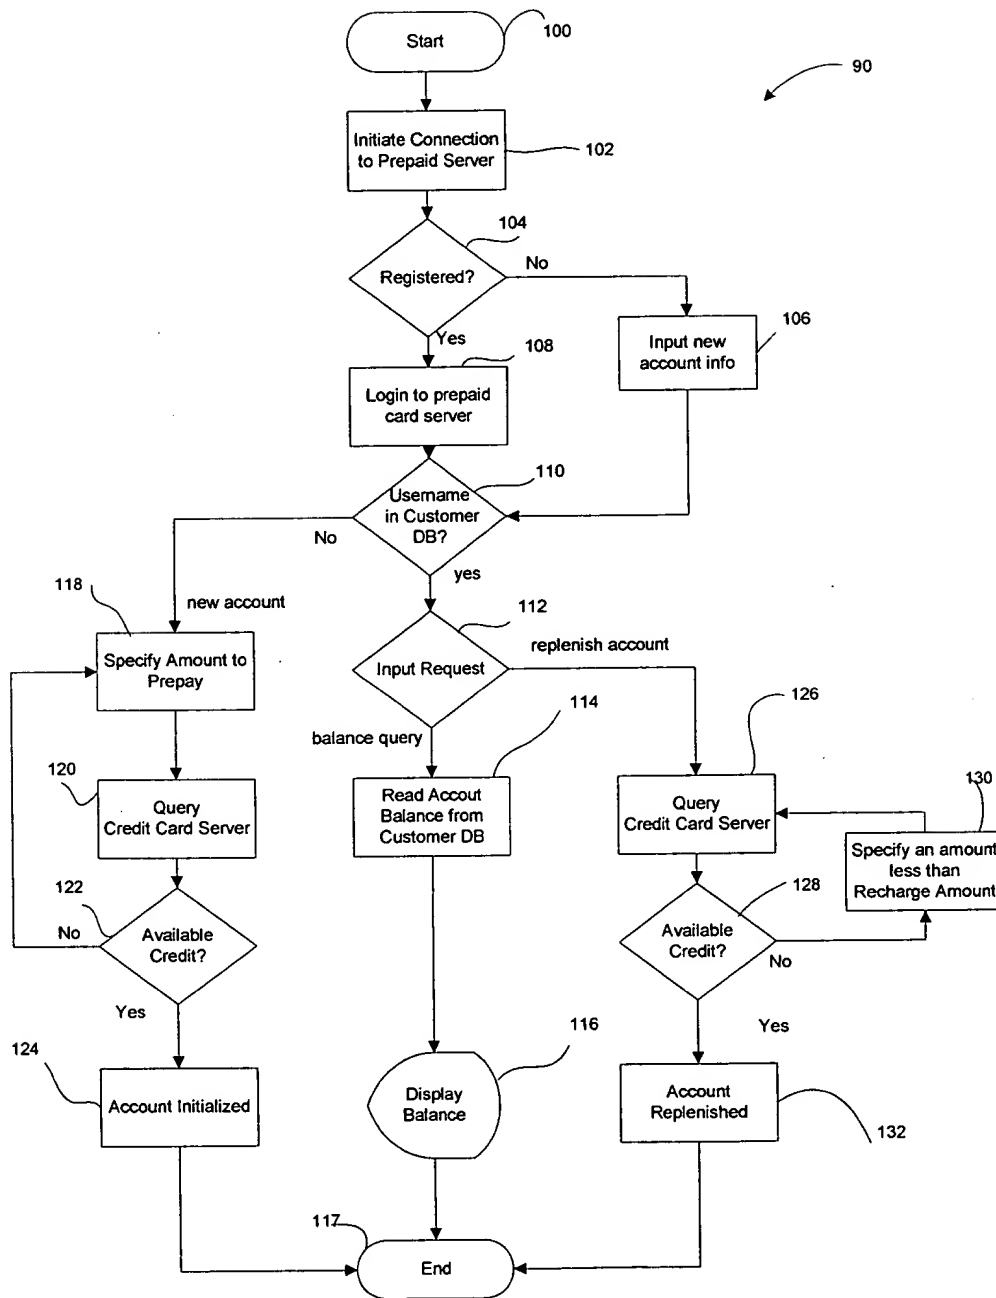 Start
100
90
Initiate Connection
to Prepaid Server
102
104
Registered?
No
Yes
108
Input new
account info
106
Login to prepaid
card server
110
Username
in Customer
DB?
No
yes
118
new account
112
replenish account
Specify Amount to
Prepay
Input Request
114
126
balance query
120
Query
Credit Card Server
Read Accout
Balance from
Customer DB
Query
Credit Card Server
130
Specify an amount
less than
Recharge Amount
122
128
No
Available
Credit?
Available
Credit?
No
Yes
Yes
124
116
Account Initialized
Display
Balance
Account
Replenished
132
117
End